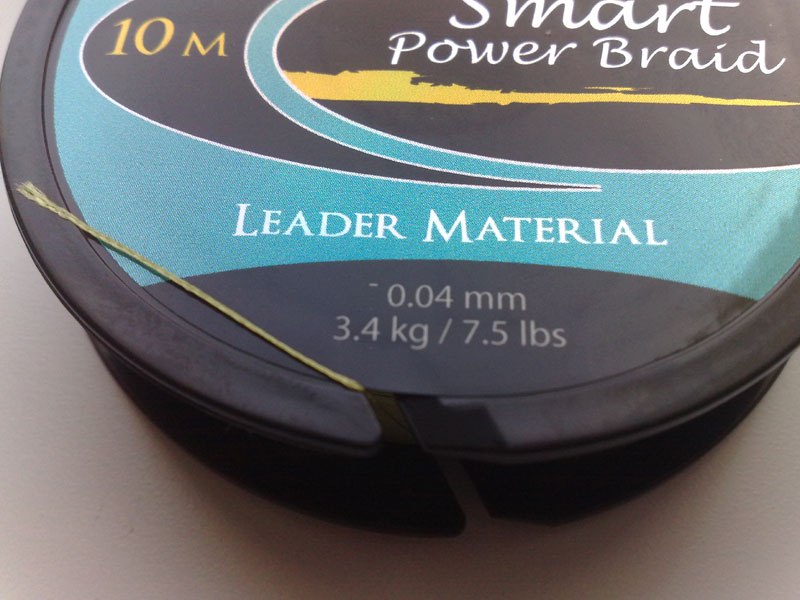 10 M
Smart
Power Braid
LEADER MATERIAL
- 0.04 mm
3.4 kg / 7.5 lbs